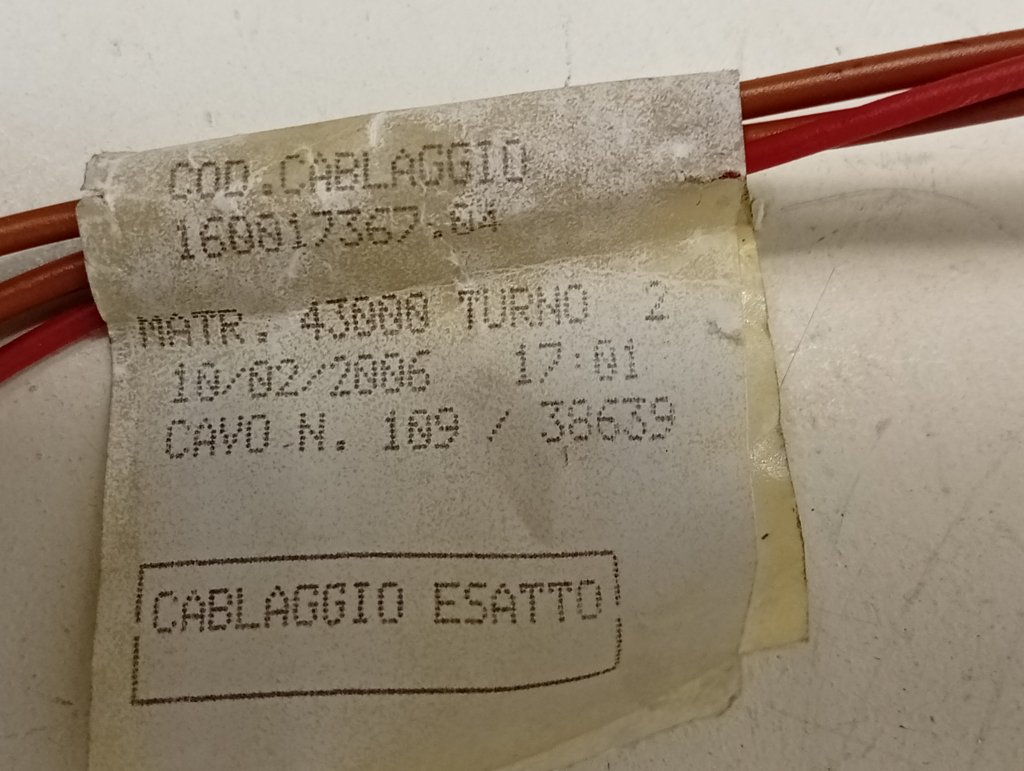 COD.CABLAGGIO
160017367.04
MATR. 43000 TURNO 2
10/02/2006 17:01
CAVO N. 109 / 38639
CABLAGGIO ESATTO